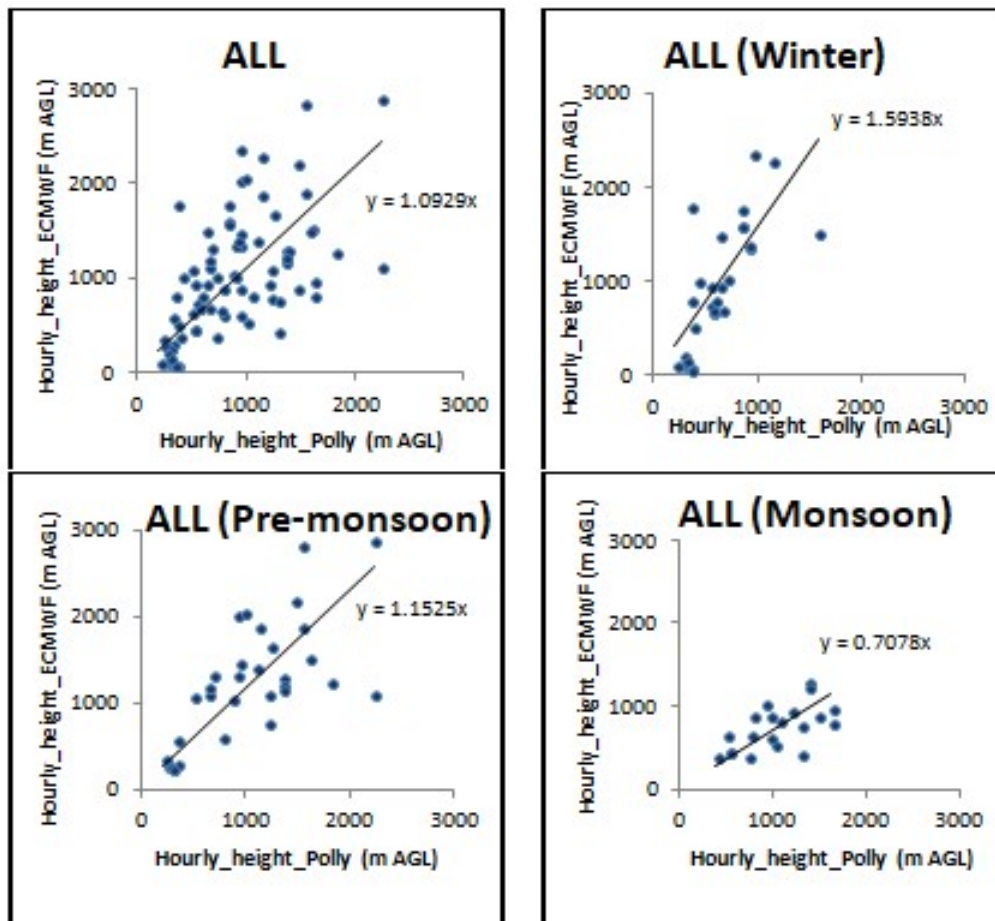 ALL
Hourly_height_ECMWF (m AGL)
3000
2000
1000
0
y = 1.0929x
0 1000 2000 3000
Hourly_height_Polly (m AGL)
ALL (Winter)
Hourly_height_ECMWF (m AGL)
3000
2000
1000
0
y = 1.5938x
0 1000 2000 3000
Hourly_height_Polly (m AGL)
ALL (Pre-monsoon)
Hourly_height_ECMWF (m AGL)
3000
2000
1000
0
y = 1.1525x
0 1000 2000 3000
Hourly_height_Polly (m AGL)
ALL (Monsoon)
Hourly_height_ECMWF (m AGL)
3000
2000
1000
0
y = 0.7078x
0 1000 2000 3000
Hourly_height_Polly (m AGL)